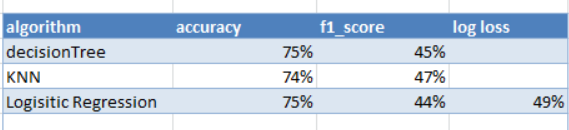 algorithm accuracy f1_score log loss
decisionTree 75% 45%
KNN 74% 47%
Logisitic Regression 75% 44% 49%